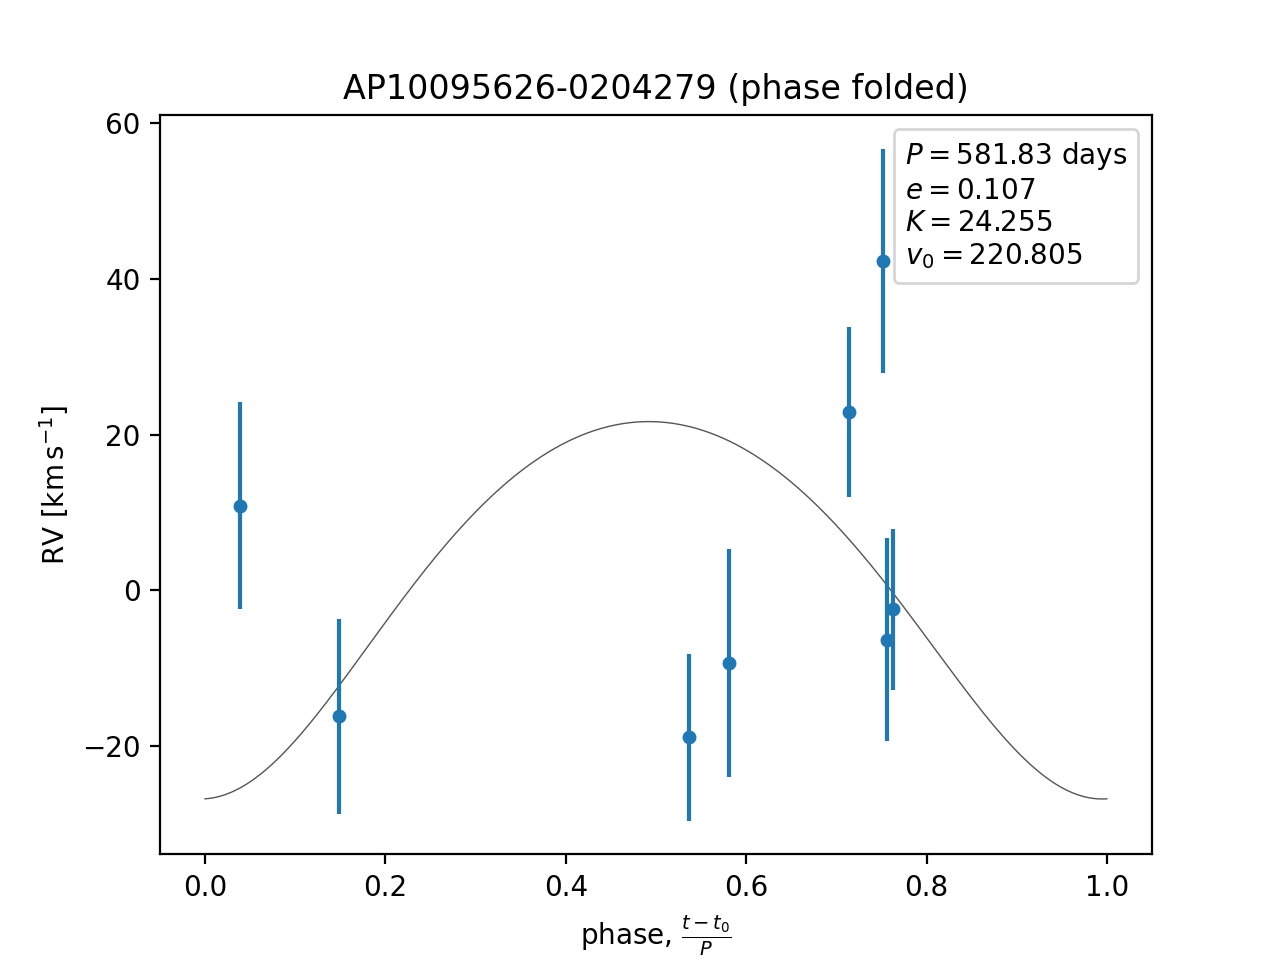 AP10095626-0204279 (phase folded)
P = 581.83 days
e = 0.107
K = 24.255
v₀ = 220.805
60
40
20
0
−20
RV [km s⁻¹]
0.0 0.2 0.4 0.6 0.8 1.0
phase, (t − t₀)/P